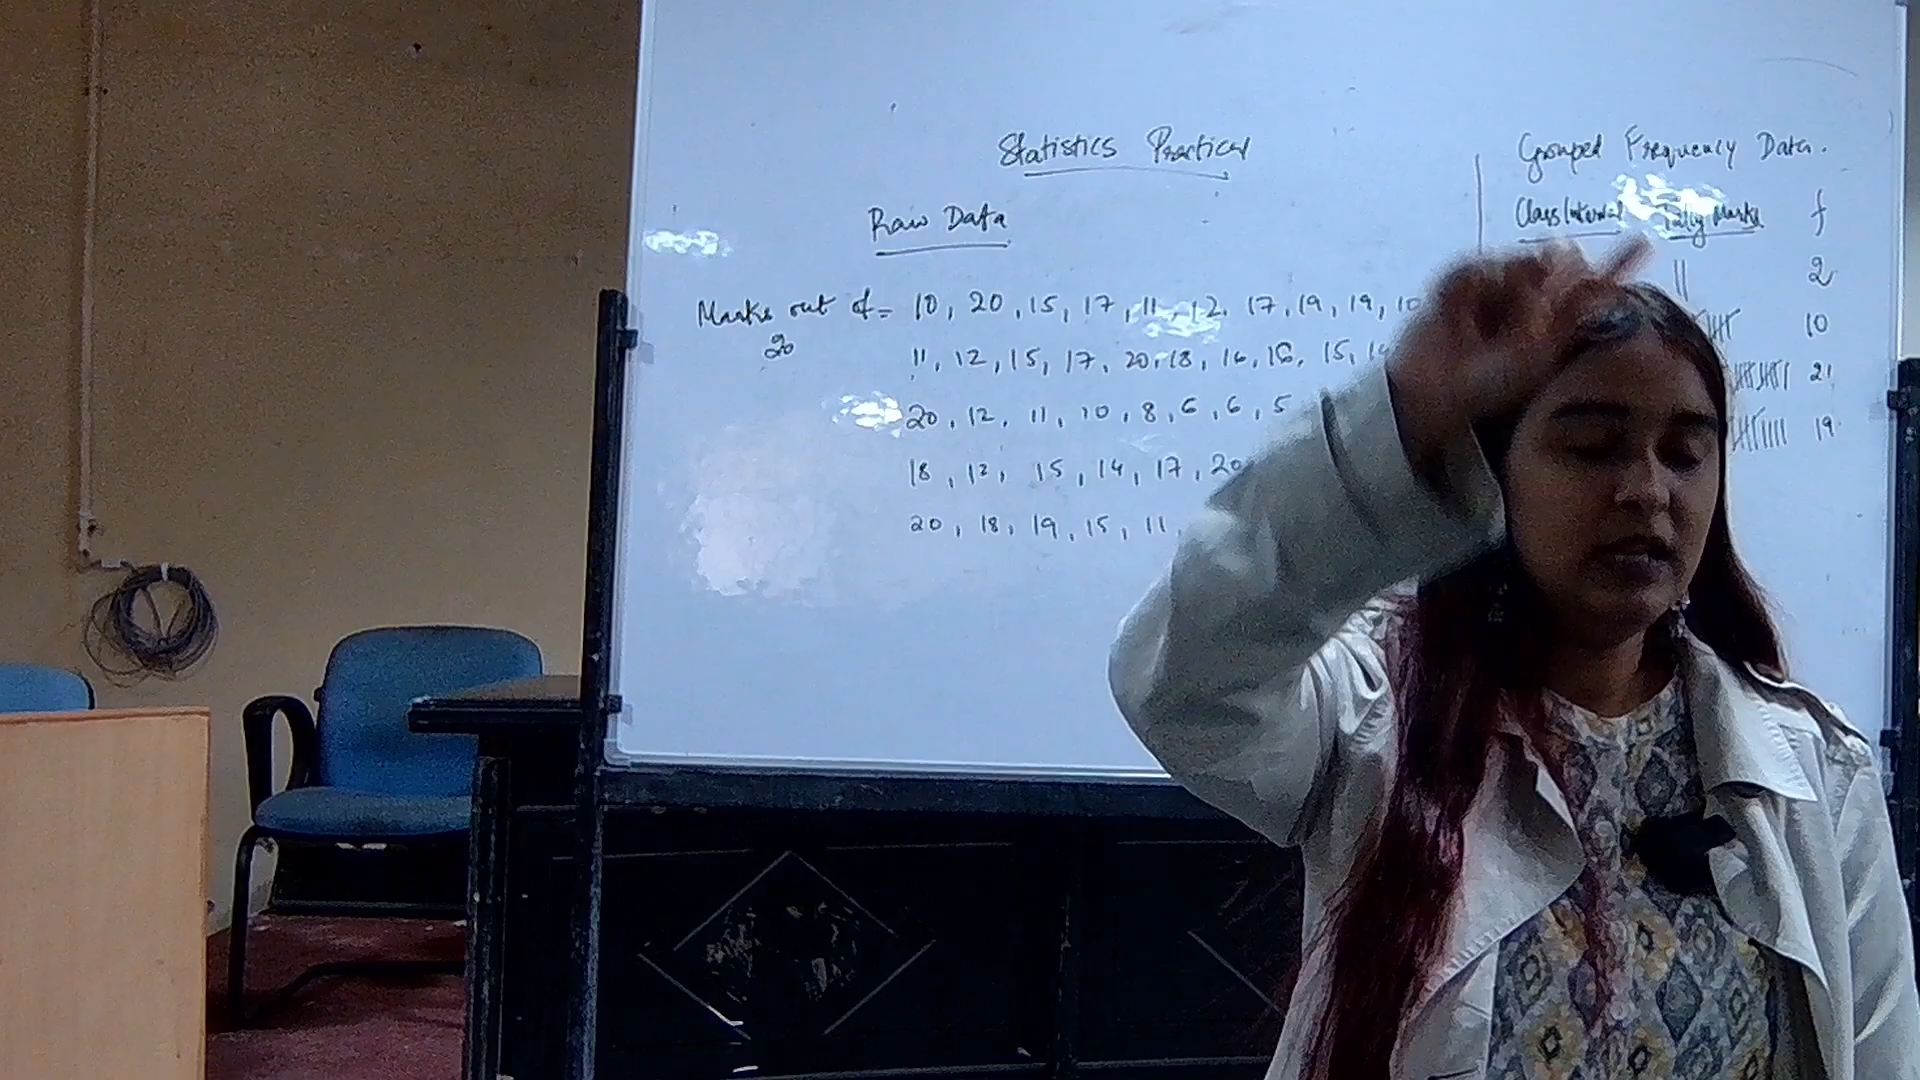 Statistics Practical
Raw Data
Marks out of = 10, 20, 15, 17, 11, 12, 17, 19, 19, 10
20
11, 12, 15, 17, 20, 18, 16, 16, 15,
20, 12, 11, 10, 8, 6, 6, 5
18, 12, 15, 14, 17, 20
20, 18, 19, 15, 11,
Grouped Frequency Data.
Class Interval Tally Marks f
|| 2
10
21
19